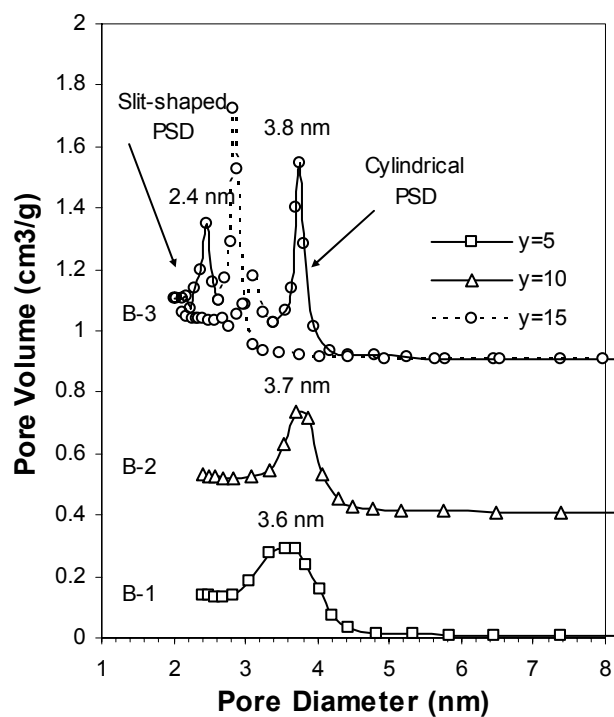 2
1.8
Slit-shaped
PSD
3.8 nm
1.6
Cylindrical
PSD
2.4 nm
1.4
y=5
y=10
y=15
1.2
B-3
1
Pore Volume (cm3/g)
0.8
3.7 nm
0.6
B-2
0.4
3.6 nm
0.2
B-1
0
1 2 3 4 5 6 7 8
Pore Diameter (nm)